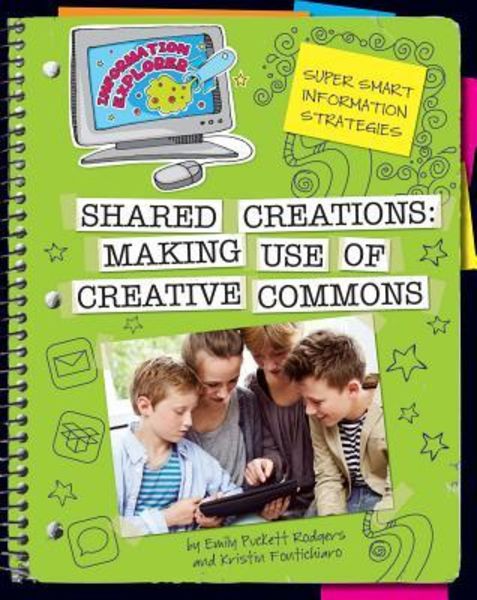 INFORMATION
EXPLORER
SUPER SMART
INFORMATION
STRATEGIES
SHARED CREATIONS:
MAKING USE OF
CREATIVE COMMONS
by Emily Puckett Rodgers
and Kristin Fontichiaro